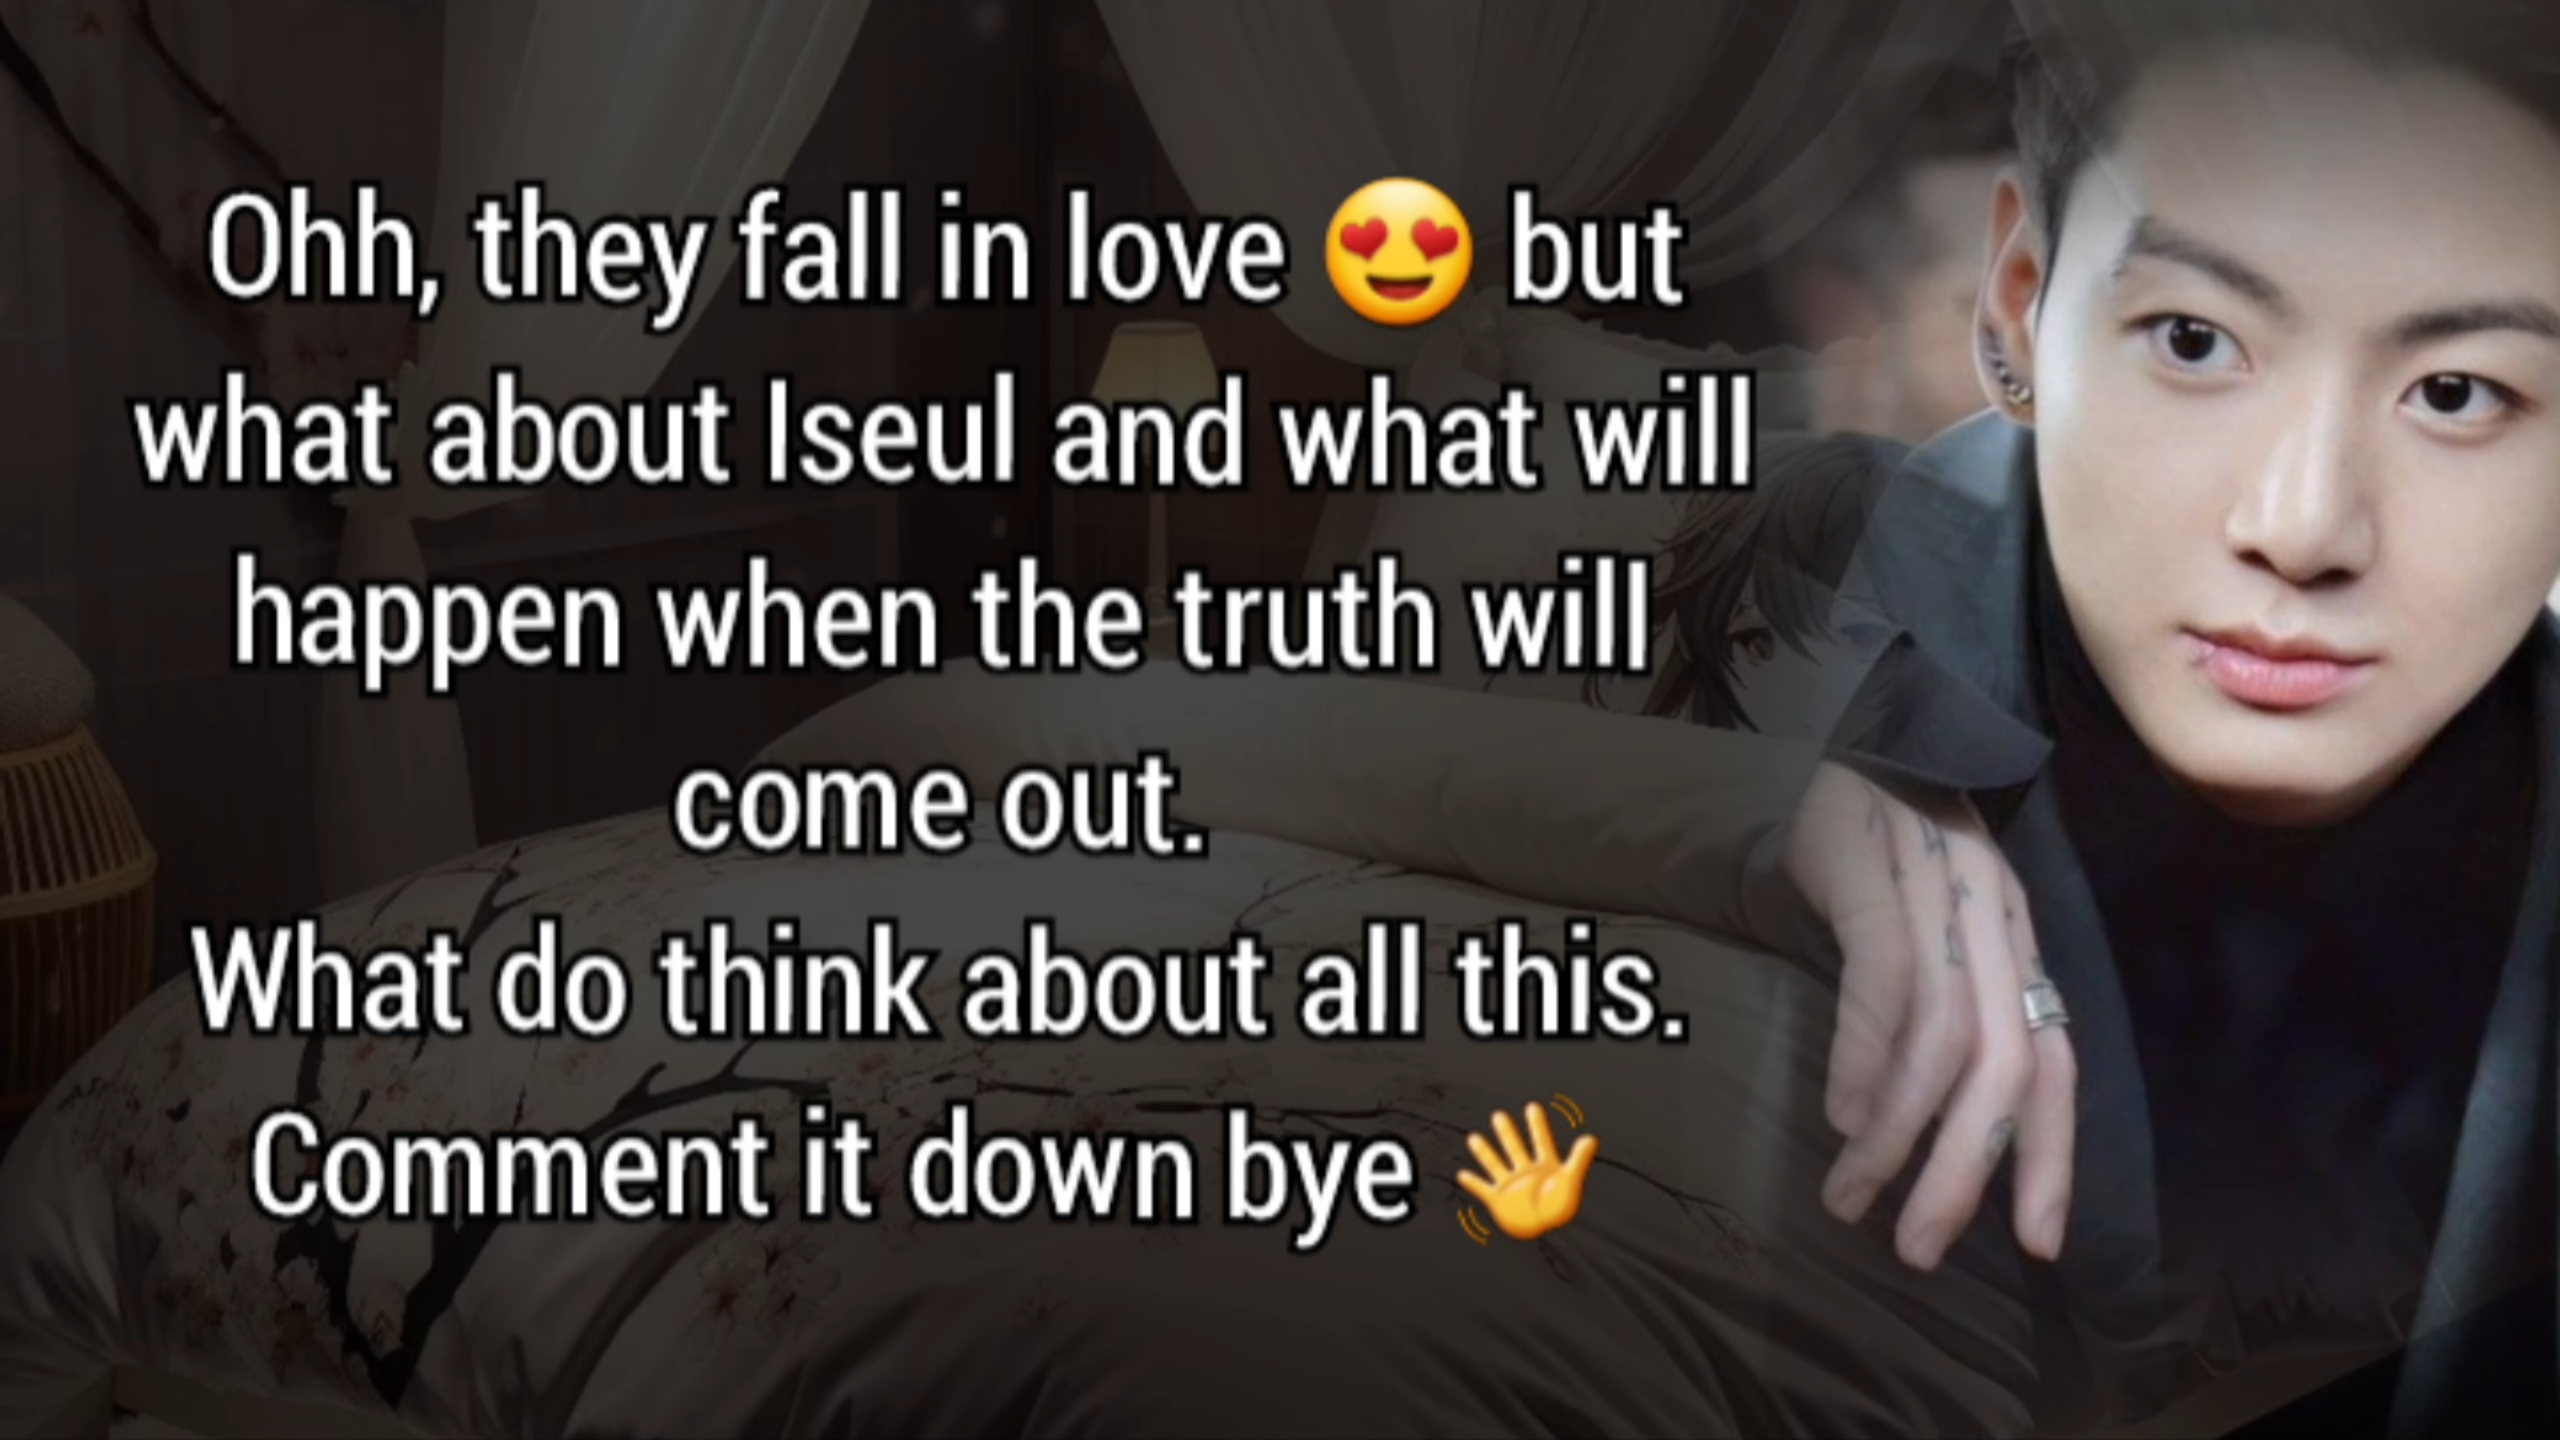 Ohh, they fall in love 😍 but
what about Iseul and what will
happen when the truth will
come out.
What do think about all this.
Comment it down bye 👋